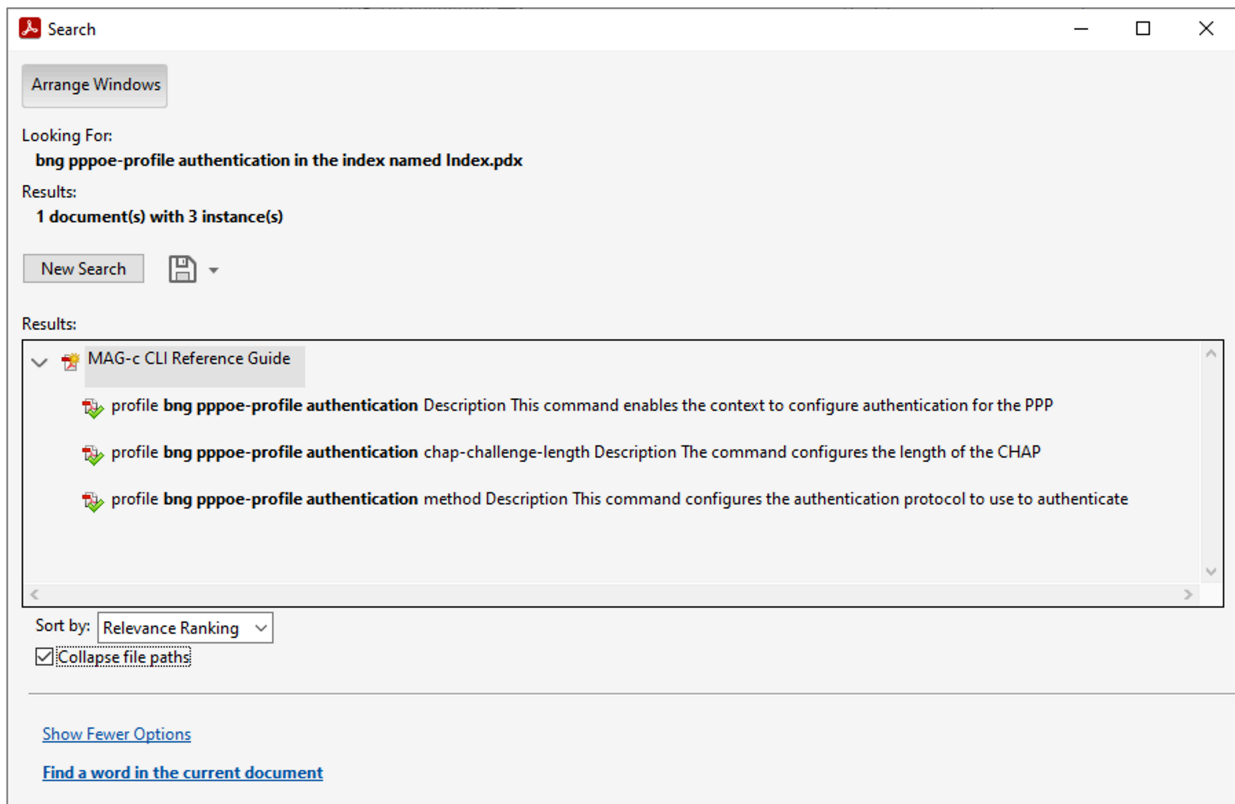 Search
Arrange Windows
Looking For:
bng pppoe-profile authentication in the index named Index.pdx
Results:
1 document(s) with 3 instance(s)
New Search
Results:
MAG-c CLI Reference Guide
profile bng pppoe-profile authentication Description This command enables the context to configure authentication for the PPP
profile bng pppoe-profile authentication chap-challenge-length Description The command configures the length of the CHAP
profile bng pppoe-profile authentication method Description This command configures the authentication protocol to use to authenticate
Sort by: Relevance Ranking
Collapse file paths
Show Fewer Options
Find a word in the current document